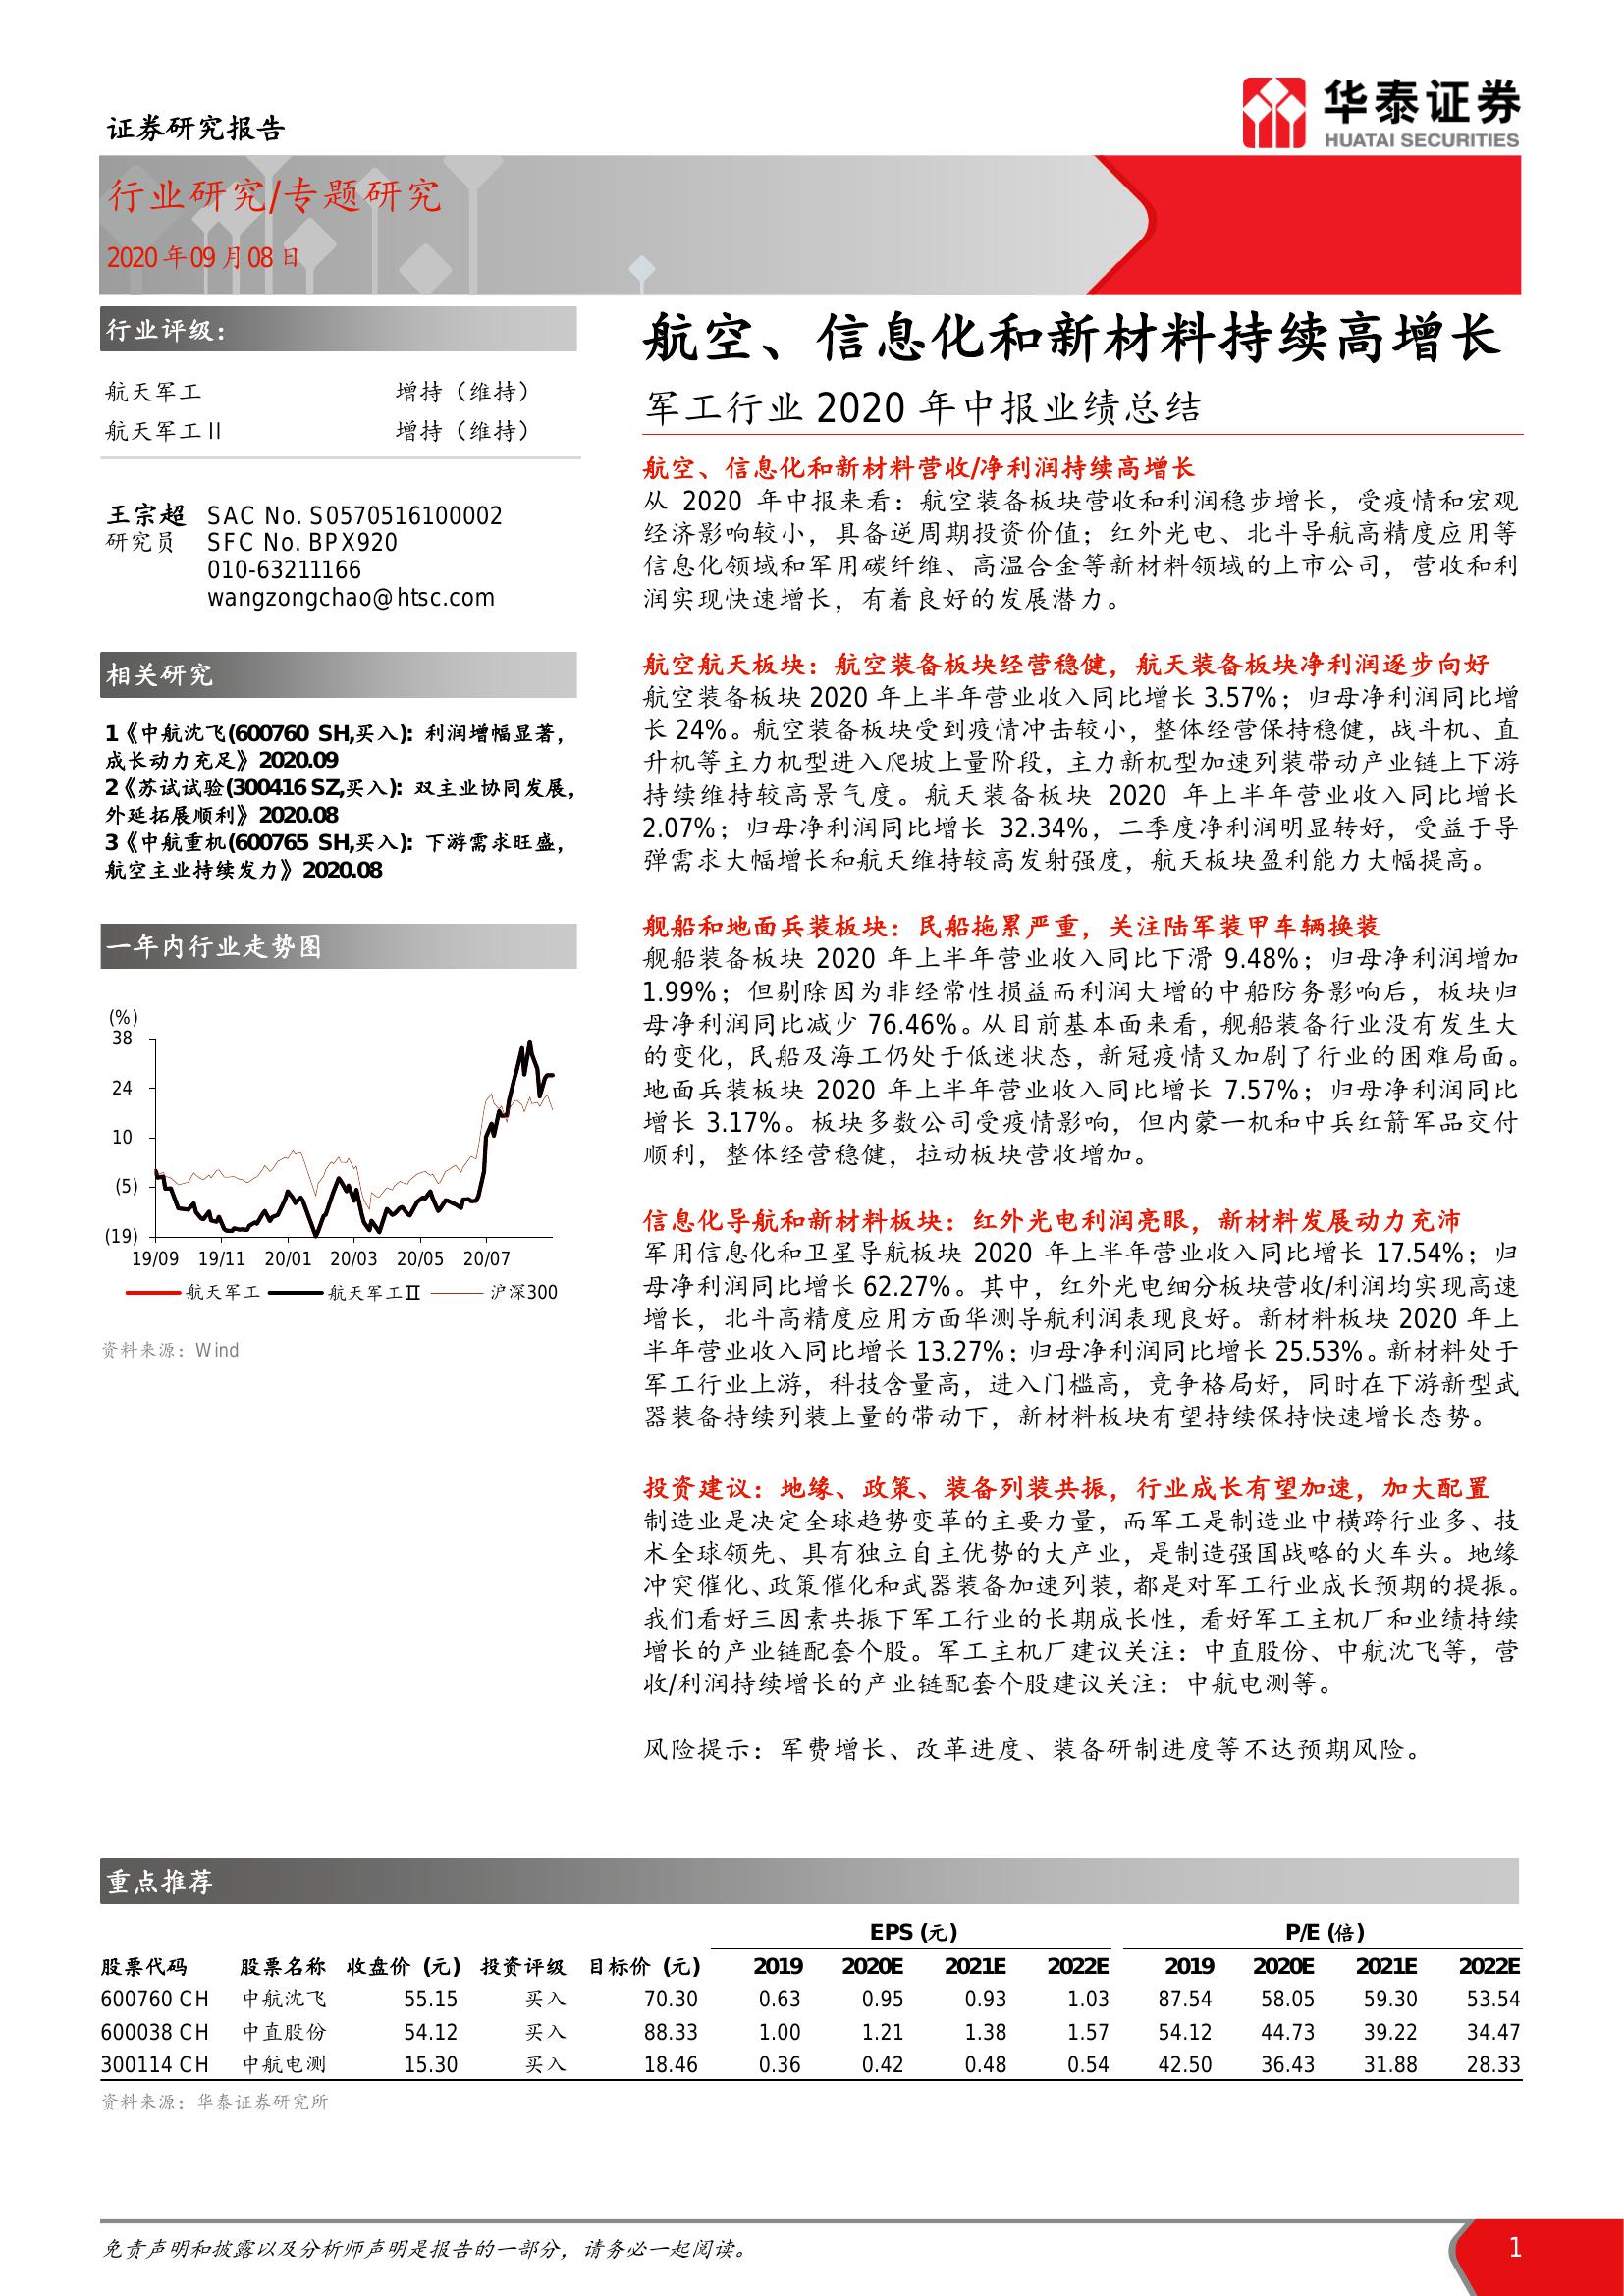 证券研究报告
华泰证券
HUATAI SECURITIES
行业研究/专题研究
2020年09月08日
行业评级：
航天军工 增持（维持）
航天军工II 增持（维持）
王宗超 SAC No. S0570516100002
研究员 SFC No. BPX920
010-63211166
wangzongchao@htsc.com
相关研究
1《中航沈飞(600760 SH,买入)：利润增幅显著，
成长动力充足》2020.09
2《苏试试验(300416 SZ,买入)：双主业协同发展，
外延拓展顺利》2020.08
3《中航重机(600765 SH,买入)：下游需求旺盛，
航空主业持续发力》2020.08
一年内行业走势图
(%)
38
24
10
(5)
(19)
19/09 19/11 20/01 20/03 20/05 20/07
航天军工 航天军工Ⅱ 沪深300
资料来源：Wind
航空、信息化和新材料持续高增长
军工行业 2020 年中报业绩总结
航空、信息化和新材料营收/净利润持续高增长
从 2020 年中报来看：航空装备板块营收和利润稳步增长，受疫情和宏观
经济影响较小，具备逆周期投资价值；红外光电、北斗导航高精度应用等
信息化领域和军用碳纤维、高温合金等新材料领域的上市公司，营收和利
润实现快速增长，有着良好的发展潜力。
航空航天板块：航空装备板块经营稳健，航天装备板块净利润逐步向好
航空装备板块 2020 年上半年营业收入同比增长 3.57%；归母净利润同比增
长 24%。航空装备板块受到疫情冲击较小，整体经营保持稳健，战斗机、直
升机等主力机型进入爬坡上量阶段，主力新机型加速列装带动产业链上下游
持续维持较高景气度。航天装备板块 2020 年上半年营业收入同比增长
2.07%；归母净利润同比增长 32.34%，二季度净利润明显转好，受益于导
弹需求大幅增长和航天维持较高发射强度，航天板块盈利能力大幅提高。
舰船和地面兵装板块：民船拖累严重，关注陆军装甲车辆换装
舰船装备板块 2020 年上半年营业收入同比下滑 9.48%；归母净利润增加
1.99%；但剔除因为非经常性损益而利润大增的中船防务影响后，板块归
母净利润同比减少 76.46%。从目前基本面来看，舰船装备行业没有发生大
的变化，民船及海工仍处于低迷状态，新冠疫情又加剧了行业的困难局面。
地面兵装板块 2020 年上半年营业收入同比增长 7.57%；归母净利润同比
增长 3.17%。板块多数公司受疫情影响，但内蒙一机和中兵红箭军品交付
顺利，整体经营稳健，拉动板块营收增加。
信息化导航和新材料板块：红外光电利润亮眼，新材料发展动力充沛
军用信息化和卫星导航板块 2020 年上半年营业收入同比增长 17.54%；归
母净利润同比增长 62.27%。其中，红外光电细分板块营收/利润均实现高速
增长，北斗高精度应用方面华测导航利润表现良好。新材料板块 2020 年上
半年营业收入同比增长 13.27%；归母净利润同比增长 25.53%。新材料处于
军工行业上游，科技含量高，进入门槛高，竞争格局好，同时在下游新型武
器装备持续列装上量的带动下，新材料板块有望持续保持快速增长态势。
投资建议：地缘、政策、装备列装共振，行业成长有望加速，加大配置
制造业是决定全球趋势变革的主要力量，而军工是制造业中横跨行业多、技
术全球领先、具有独立自主优势的大产业，是制造强国战略的火车头。地缘
冲突催化、政策催化和武器装备加速列装，都是对军工行业成长预期的提振。
我们看好三因素共振下军工行业的长期成长性，看好军工主机厂和业绩持续
增长的产业链配套个股。军工主机厂建议关注：中直股份、中航沈飞等，营
收/利润持续增长的产业链配套个股建议关注：中航电测等。
风险提示：军费增长、改革进度、装备研制进度等不达预期风险。
重点推荐
EPS (元) P/E (倍)
股票代码 股票名称 收盘价 (元) 投资评级 目标价 (元) 2019 2020E 2021E 2022E 2019 2020E 2021E 2022E
600760 CH 中航沈飞 55.15 买入 70.30 0.63 0.95 0.93 1.03 87.54 58.05 59.30 53.54
600038 CH 中直股份 54.12 买入 88.33 1.00 1.21 1.38 1.57 54.12 44.73 39.22 34.47
300114 CH 中航电测 15.30 买入 18.46 0.36 0.42 0.48 0.54 42.50 36.43 31.88 28.33
资料来源：华泰证券研究所
免责声明和披露以及分析师声明是报告的一部分，请务必一起阅读。
1